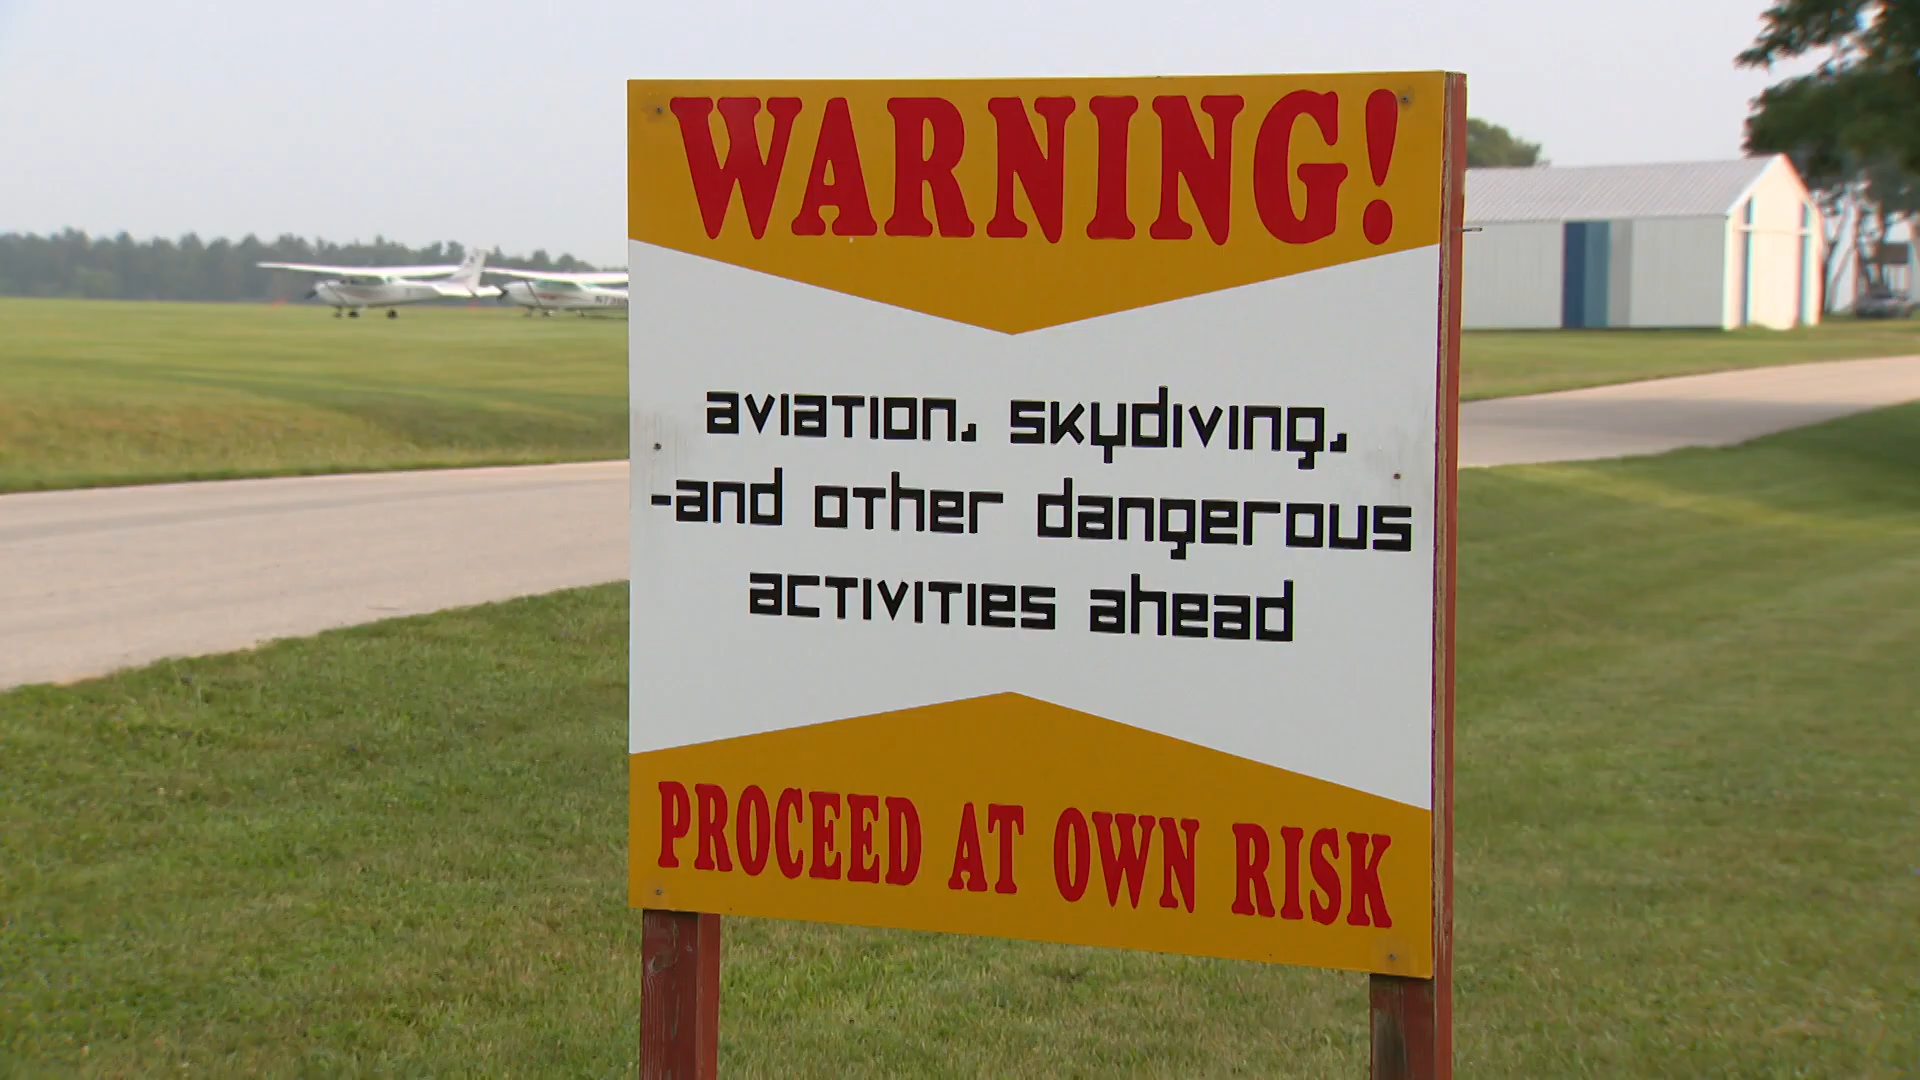 WARNING!
aviation, skydiving,
-and other dangerous
activities ahead
PROCEED AT OWN RISK